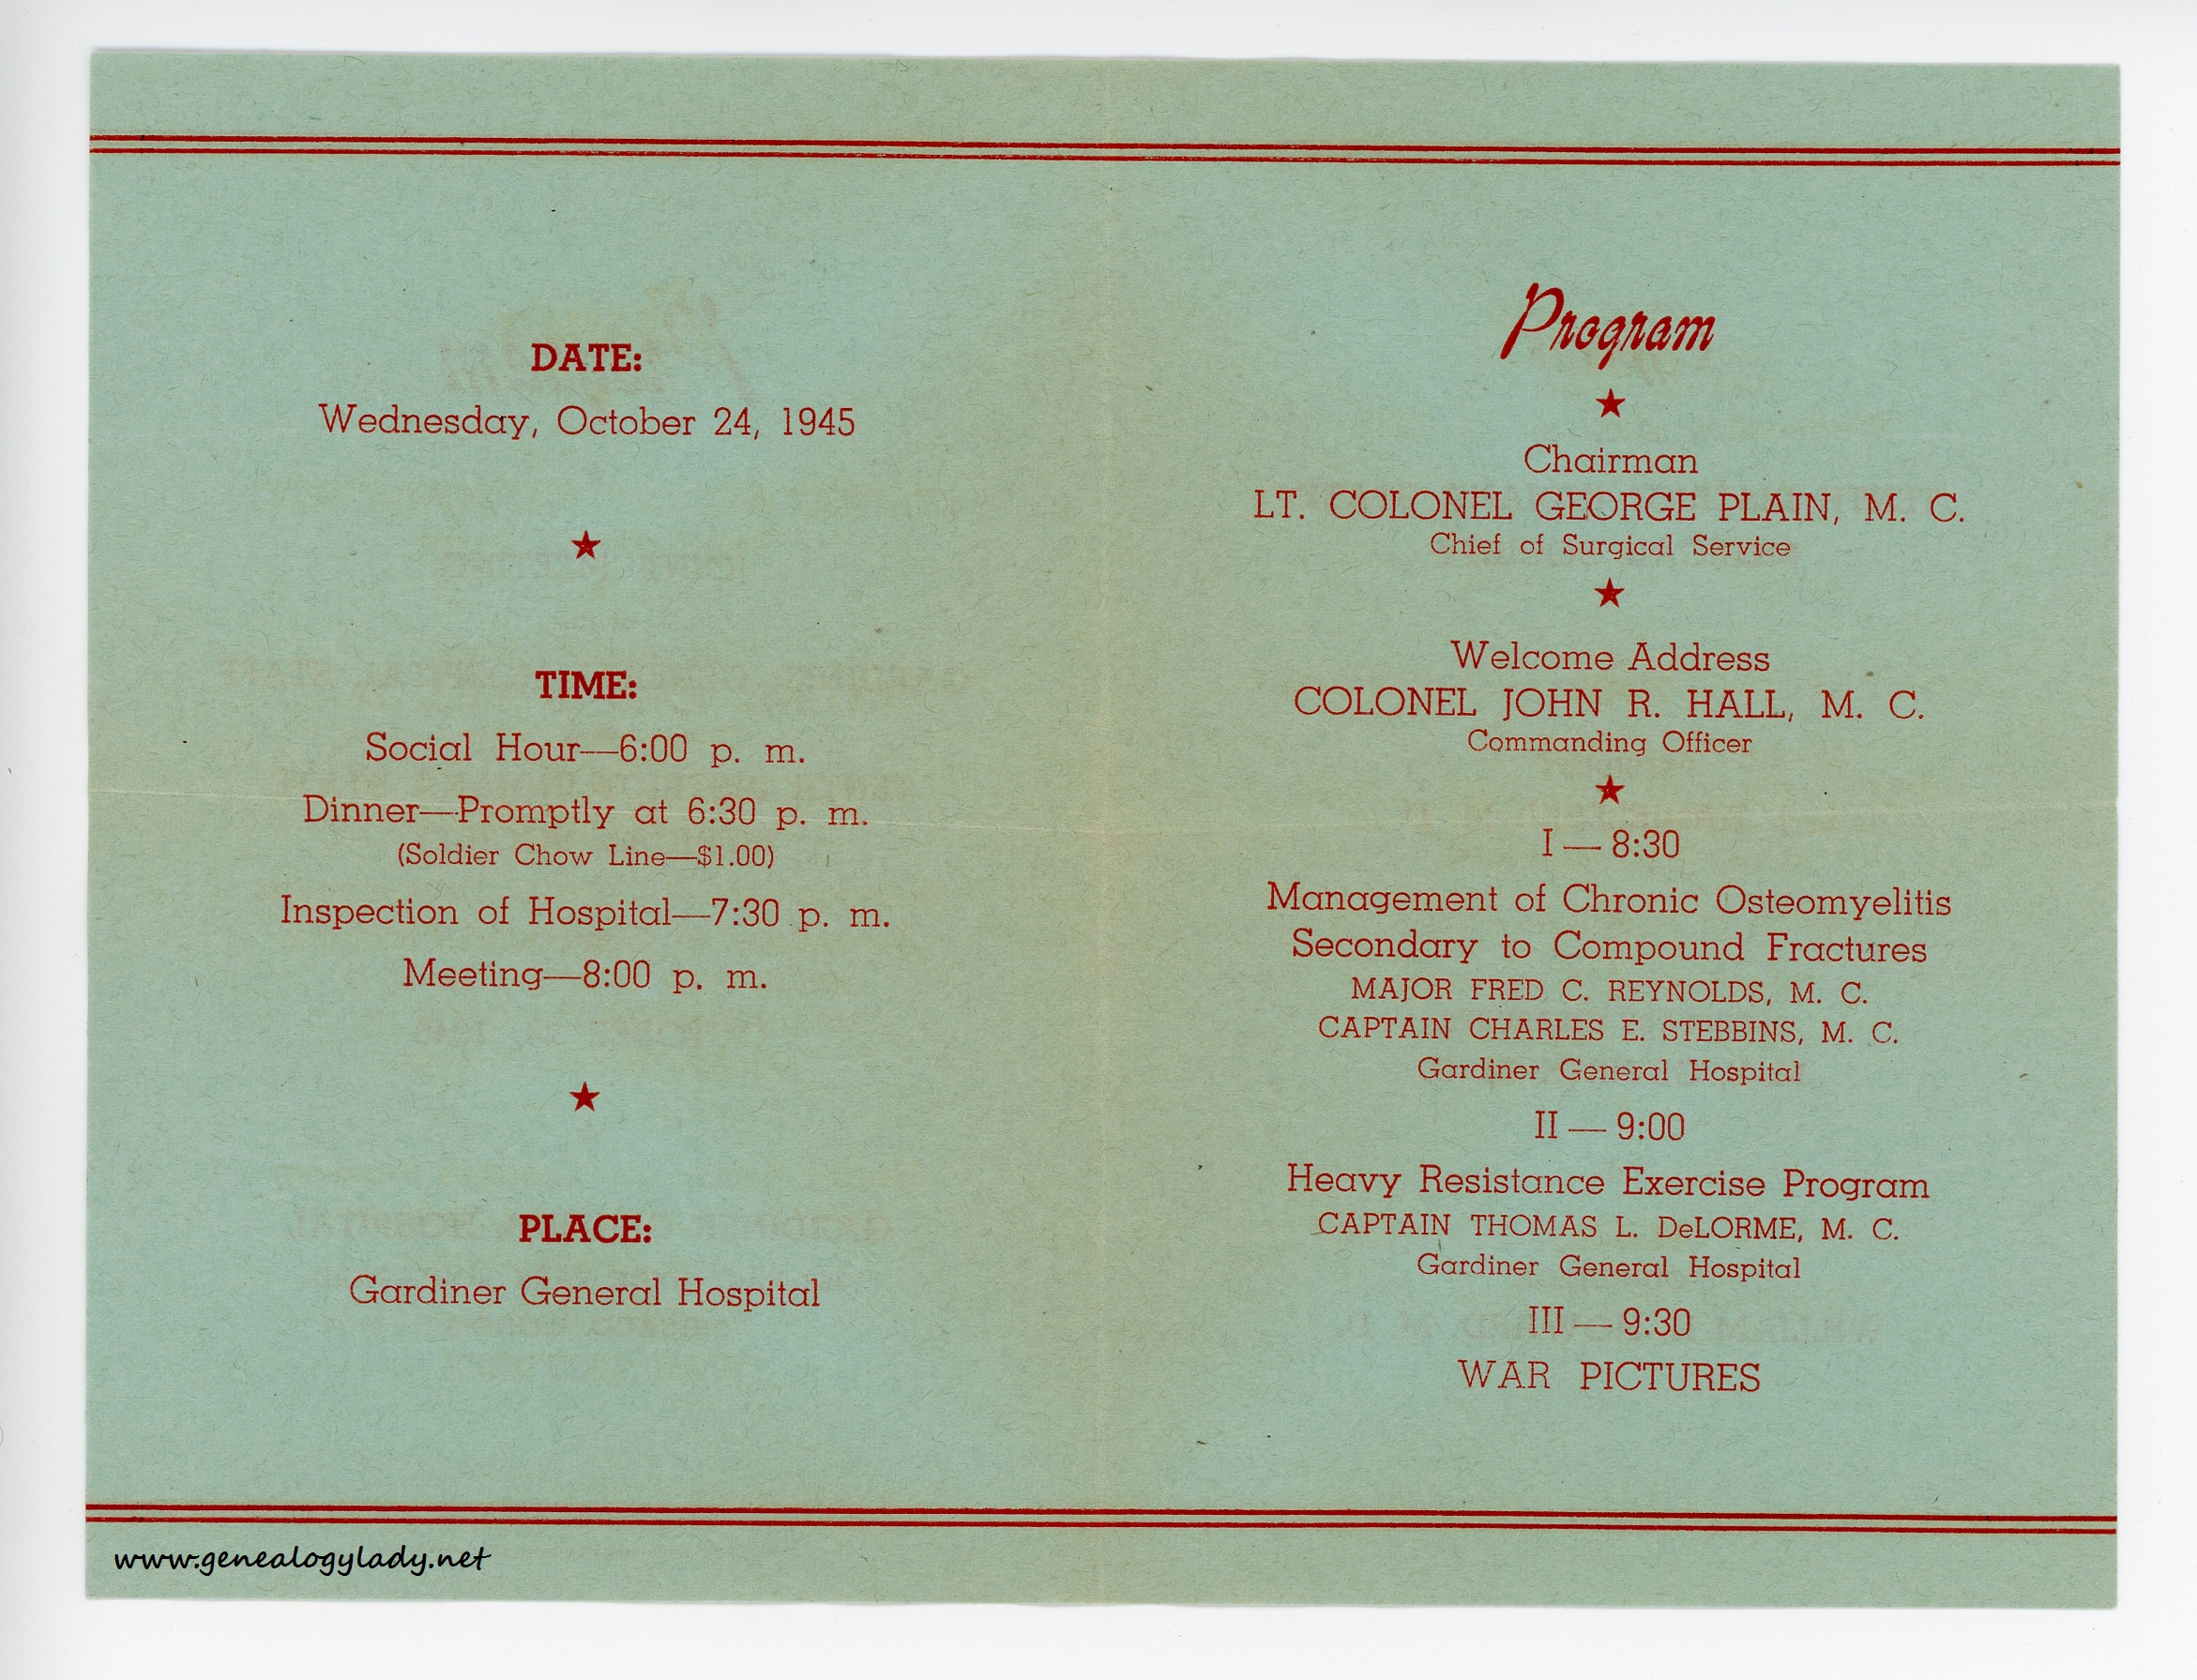 DATE:
Wednesday, October 24, 1945
TIME:
Social Hour—6:00 p. m.
Dinner—Promptly at 6:30 p. m.
(Soldier Chow Line—$1.00)
Inspection of Hospital—7:30 p. m.
Meeting—8:00 p. m.
PLACE:
Gardiner General Hospital
Program
Chairman
LT. COLONEL GEORGE PLAIN, M. C.
Chief of Surgical Service
Welcome Address
COLONEL JOHN R. HALL, M. C.
Commanding Officer
I — 8:30
Management of Chronic Osteomyelitis
Secondary to Compound Fractures
MAJOR FRED C. REYNOLDS, M. C.
CAPTAIN CHARLES E. STEBBINS, M. C.
Gardiner General Hospital
II — 9:00
Heavy Resistance Exercise Program
CAPTAIN THOMAS L. DeLORME, M. C.
Gardiner General Hospital
III — 9:30
WAR PICTURES
www.genealogylady.net